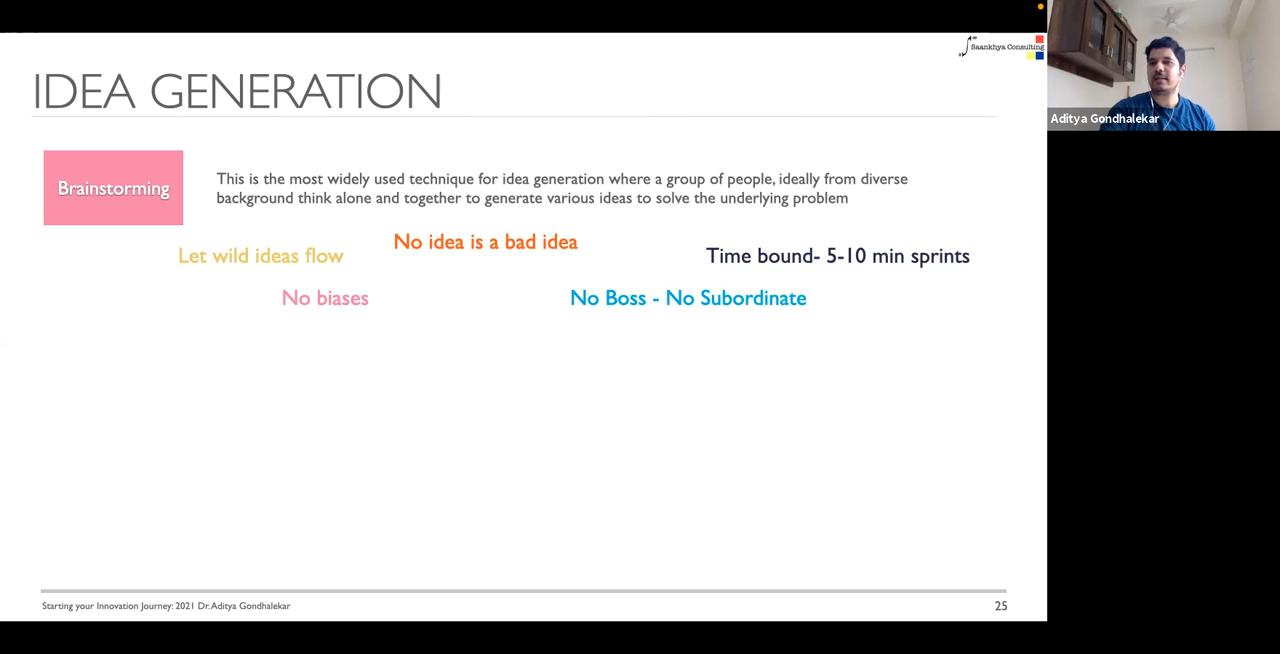 Saankhya Consulting
IDEA GENERATION
Aditya Gondhalekar
Brainstorming
This is the most widely used technique for idea generation where a group of people, ideally from diverse
background think alone and together to generate various ideas to solve the underlying problem
No idea is a bad idea
Let wild ideas flow
Time bound- 5-10 min sprints
No biases
No Boss - No Subordinate
Starting your Innovation Journey: 2021 Dr. Aditya Gondhalekar
25